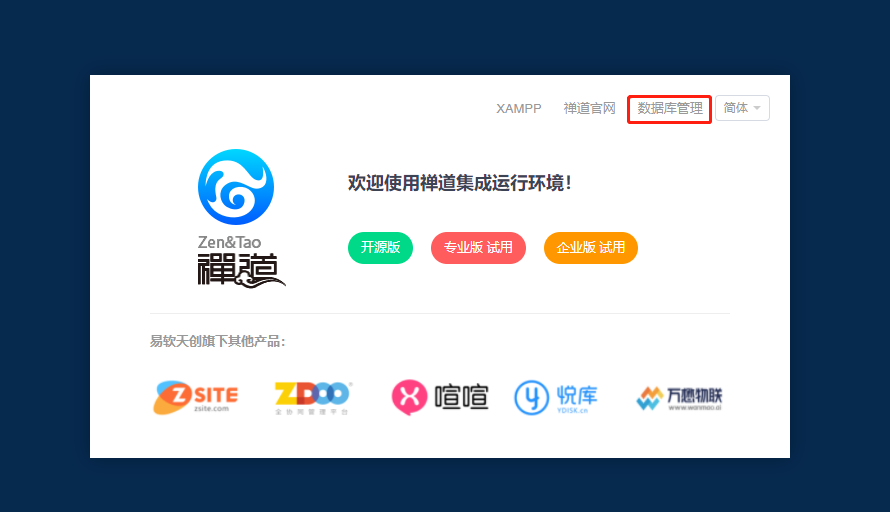 XAMPP 禅道官网 数据库管理 简体
欢迎使用禅道集成运行环境！
Zen&Tao
禪道
开源版 专业版 试用 企业版 试用
易软天创旗下其他产品：
Z SITE ZDOO 喧喧 悦库 万懋物联
zsite.com 全协同管理平台 YDISK.cn www.wanmao.ai